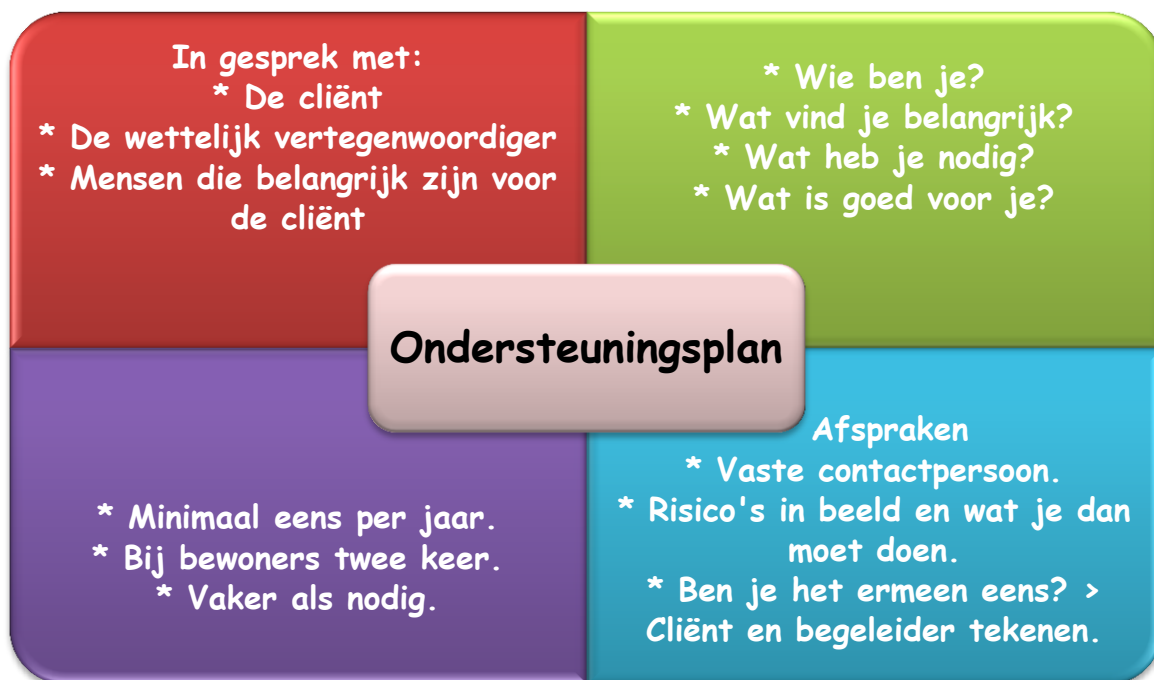 In gesprek met:
* De cliënt
* De wettelijk vertegenwoordiger
* Mensen die belangrijk zijn voor
de cliënt
* Wie ben je?
* Wat vind je belangrijk?
* Wat heb je nodig?
* Wat is goed voor je?
Ondersteuningsplan
* Minimaal eens per jaar.
* Bij bewoners twee keer.
* Vaker als nodig.
Afspraken
* Vaste contactpersoon.
* Risico's in beeld en wat je dan
moet doen.
* Ben je het ermee eens? >
Cliënt en begeleider tekenen.